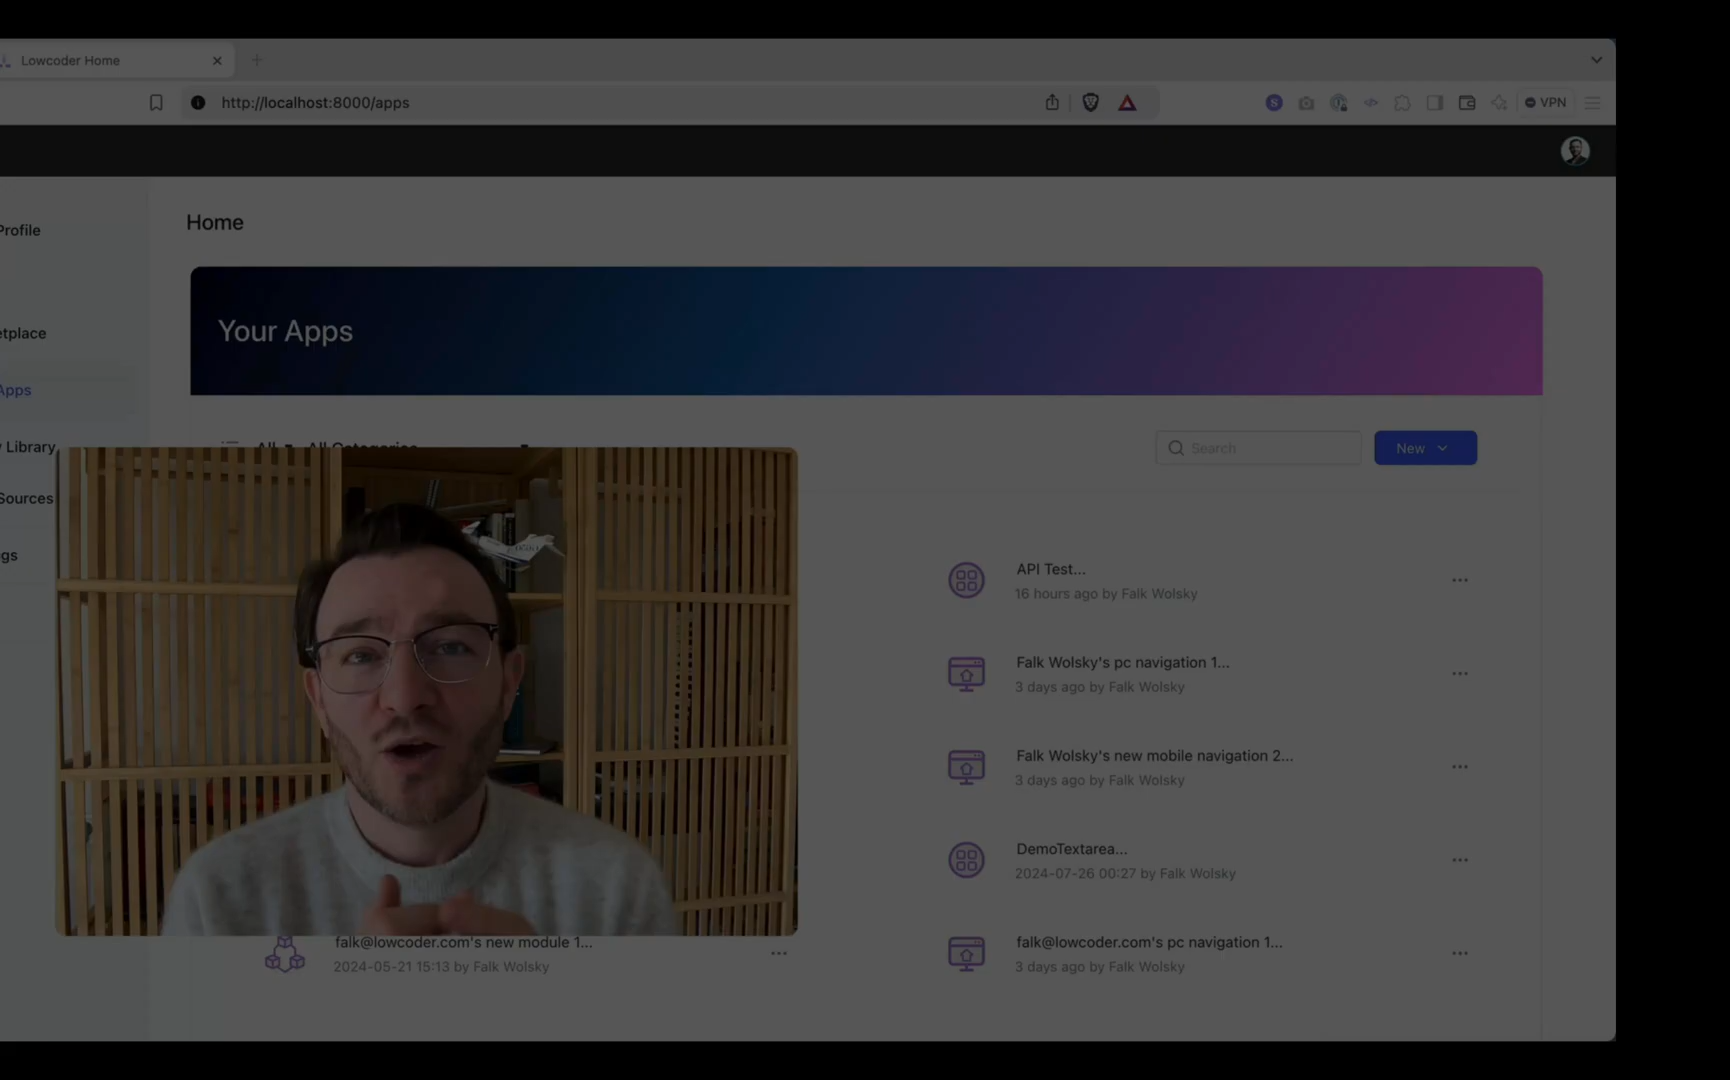 Lowcoder Home
http://localhost:8000/apps
VPN
Profile
Home
etplace
Your Apps
Apps
Library
All
All Categories
Search
New
Sources
gs
API Test...
16 hours ago by Falk Wolsky
Falk Wolsky's pc navigation 1...
3 days ago by Falk Wolsky
Falk Wolsky's new mobile navigation 2...
3 days ago by Falk Wolsky
DemoTextarea...
2024-07-26 00:27 by Falk Wolsky
falk@lowcoder.com's new module 1...
2024-05-21 15:13 by Falk Wolsky
falk@lowcoder.com's pc navigation 1...
3 days ago by Falk Wolsky